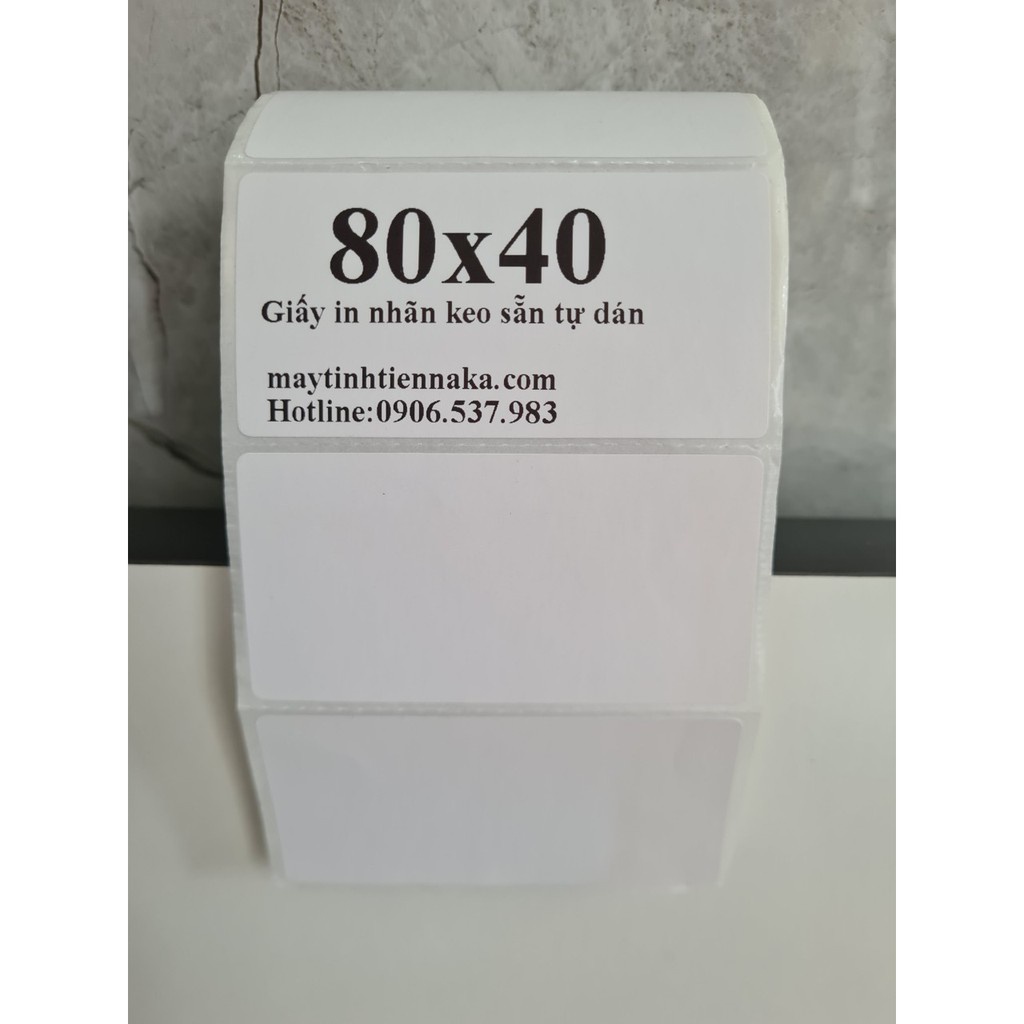 80x40
Giấy in nhãn keo sẵn tự dán
maytinhtiennaka.com
Hotline:0906.537.983